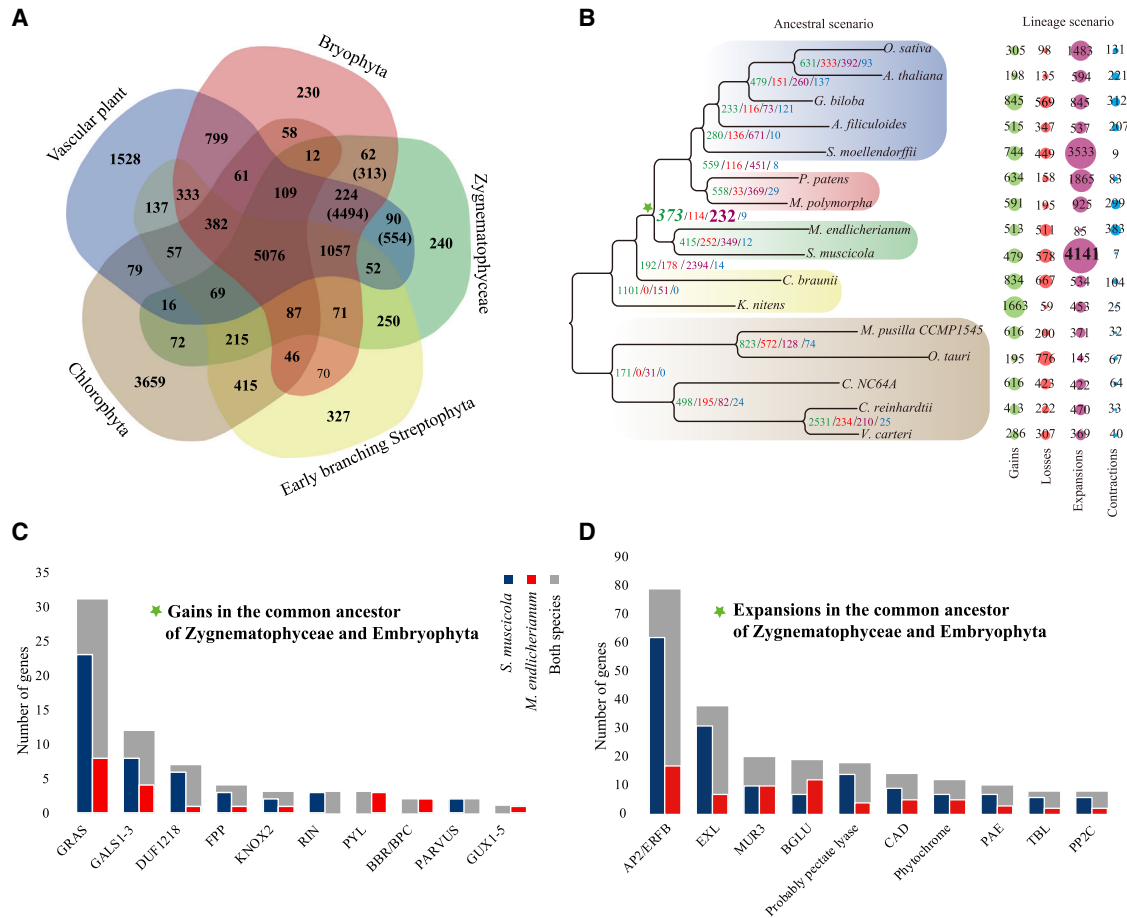 A
Bryophyta
Vascular plant
Zygnematophyceae
Chlorophyta
Early branching Streptophyta
230
58
12
62
(313)
799
1528
61
109
224
(4494)
90
(554)
240
333
137
382
5076
1057
52
57
79
16
69
87
71
250
72
215
46
70
3659
415
327
B
Ancestral scenario
Lineage scenario
O. sativa
305 98 1483 131
631/333/392/93
A. thaliana
198 135 594 221
479/151/260/137
G. biloba
845 569 845 312
233/116/73/121
A. filiculoides
515 347 537 207
280/136/671/10
S. moellendorffii
744 449 3533 9
559 /116 /451/ 8
P. patens
634 158 1865 83
558/33/369/29
M. polymorpha
591 195 925 299
373/114/232/9
M. endlicherianum
513 511 85 383
415/252/349/12
S. muscicola
479 578 4141 7
192/178 /2394/14
C. braunii
834 667 534 104
1101/0/151/0
K. nitens
1663 59 453 25
M. pusilla CCMP1545
616 200 371 32
823/572/128 /74
O. tauri
195 776 145 67
171/0/31/0
C. NC64A
616 423 422 64
498/195/82/24
C. reinhardtii
413 222 470 33
2531/234/210/25
V. carteri
286 307 369 40
Gains
Losses
Expansions
Contractions
C
Number of genes
35
30
25
20
15
10
5
0
Gains in the common ancestor
of Zygnematophyceae and Embryophyta
S. muscicola
M. endlicherianum
Both species
GRAS
GALS1-3
DUF1218
FPP
KNOX2
RIN
PYL
BBR/BPC
PARVUS
GUX1-5
D
Number of genes
90
80
70
60
50
40
30
20
10
0
Expansions in the common ancestor
of Zygnematophyceae and Embryophyta
AP2/ERFB
EXL
MUR3
BGLU
Probably pectate lyase
CAD
Phytochrome
PAE
TBL
PP2C